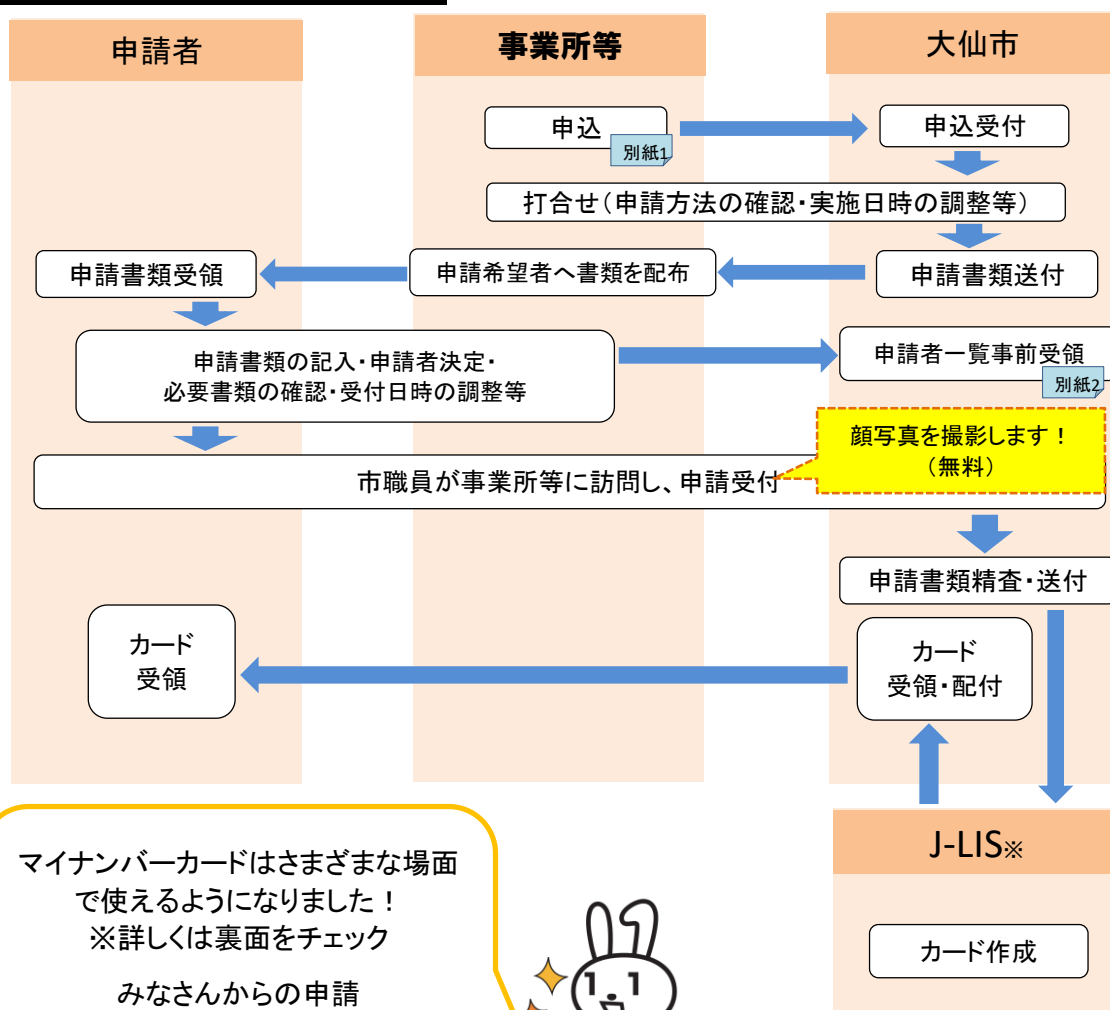 申請者
事業所等
大仙市
申込
別紙1
申込受付
打合せ（申請方法の確認・実施日時の調整等）
申請書類受領
申請希望者へ書類を配布
申請書類送付
申請書類の記入・申請者決定・
必要書類の確認・受付日時の調整等
申請者一覧事前受領
別紙2
顔写真を撮影します！
（無料）
市職員が事業所等に訪問し、申請受付
申請書類精査・送付
カード
受領
カード
受領・配付
J-LIS※
カード作成
マイナンバーカードはさまざまな場面
で使えるようになりました！
※詳しくは裏面をチェック
みなさんからの申請